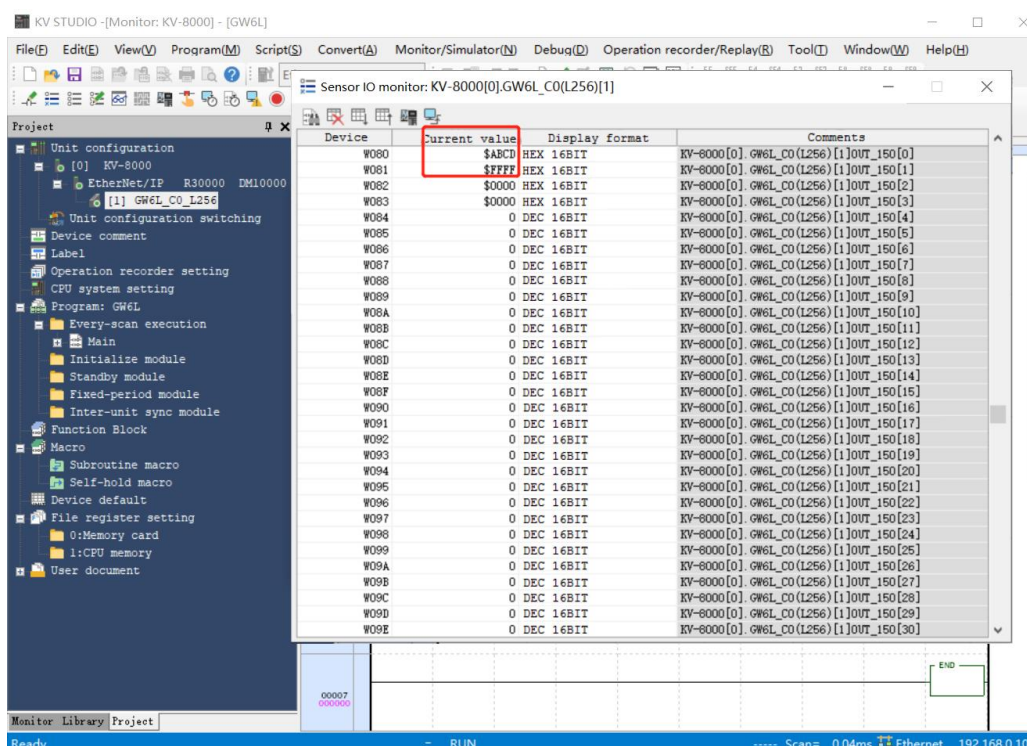 KV STUDIO -[Monitor: KV-8000] - [GW6L]
File(F) Edit(E) View(V) Program(M) Script(S) Convert(A) Monitor/Simulator(N) Debug(D) Operation recorder/Replay(R) Tool(T) Window(W) Help(H)
Sensor IO monitor: KV-8000[0].GW6L_C0(L256)[1]
Project
Unit configuration
[0] KV-8000
EtherNet/IP R30000 DM10000
[1] GW6L_C0_L256
Unit configuration switching
Device comment
Label
Operation recorder setting
CPU system setting
Program: GW6L
Every-scan execution
Main
Initialize module
Standby module
Fixed-period module
Inter-unit sync module
Function Block
Macro
Subroutine macro
Self-hold macro
Device default
File register setting
0:Memory card
1:CPU memory
User document
Device Current value Display format Comments
W080 $ABCD HEX 16BIT KV-8000[0].GW6L_C0(L256)[1]OUT_150[0]
W081 $FFFF HEX 16BIT KV-8000[0].GW6L_C0(L256)[1]OUT_150[1]
W082 $0000 HEX 16BIT KV-8000[0].GW6L_C0(L256)[1]OUT_150[2]
W083 $0000 HEX 16BIT KV-8000[0].GW6L_C0(L256)[1]OUT_150[3]
W084 0 DEC 16BIT KV-8000[0].GW6L_C0(L256)[1]OUT_150[4]
W085 0 DEC 16BIT KV-8000[0].GW6L_C0(L256)[1]OUT_150[5]
W086 0 DEC 16BIT KV-8000[0].GW6L_C0(L256)[1]OUT_150[6]
W087 0 DEC 16BIT KV-8000[0].GW6L_C0(L256)[1]OUT_150[7]
W088 0 DEC 16BIT KV-8000[0].GW6L_C0(L256)[1]OUT_150[8]
W089 0 DEC 16BIT KV-8000[0].GW6L_C0(L256)[1]OUT_150[9]
W08A 0 DEC 16BIT KV-8000[0].GW6L_C0(L256)[1]OUT_150[10]
W08B 0 DEC 16BIT KV-8000[0].GW6L_C0(L256)[1]OUT_150[11]
W08C 0 DEC 16BIT KV-8000[0].GW6L_C0(L256)[1]OUT_150[12]
W08D 0 DEC 16BIT KV-8000[0].GW6L_C0(L256)[1]OUT_150[13]
W08E 0 DEC 16BIT KV-8000[0].GW6L_C0(L256)[1]OUT_150[14]
W08F 0 DEC 16BIT KV-8000[0].GW6L_C0(L256)[1]OUT_150[15]
W090 0 DEC 16BIT KV-8000[0].GW6L_C0(L256)[1]OUT_150[16]
W091 0 DEC 16BIT KV-8000[0].GW6L_C0(L256)[1]OUT_150[17]
W092 0 DEC 16BIT KV-8000[0].GW6L_C0(L256)[1]OUT_150[18]
W093 0 DEC 16BIT KV-8000[0].GW6L_C0(L256)[1]OUT_150[19]
W094 0 DEC 16BIT KV-8000[0].GW6L_C0(L256)[1]OUT_150[20]
W095 0 DEC 16BIT KV-8000[0].GW6L_C0(L256)[1]OUT_150[21]
W096 0 DEC 16BIT KV-8000[0].GW6L_C0(L256)[1]OUT_150[22]
W097 0 DEC 16BIT KV-8000[0].GW6L_C0(L256)[1]OUT_150[23]
W098 0 DEC 16BIT KV-8000[0].GW6L_C0(L256)[1]OUT_150[24]
W099 0 DEC 16BIT KV-8000[0].GW6L_C0(L256)[1]OUT_150[25]
W09A 0 DEC 16BIT KV-8000[0].GW6L_C0(L256)[1]OUT_150[26]
W09B 0 DEC 16BIT KV-8000[0].GW6L_C0(L256)[1]OUT_150[27]
W09C 0 DEC 16BIT KV-8000[0].GW6L_C0(L256)[1]OUT_150[28]
W09D 0 DEC 16BIT KV-8000[0].GW6L_C0(L256)[1]OUT_150[29]
W09E 0 DEC 16BIT KV-8000[0].GW6L_C0(L256)[1]OUT_150[30]
END
00007
000000
Monitor Library Project
Ready - RUN ----- Scan= 0.04ms Ethernet 192.168.0.10